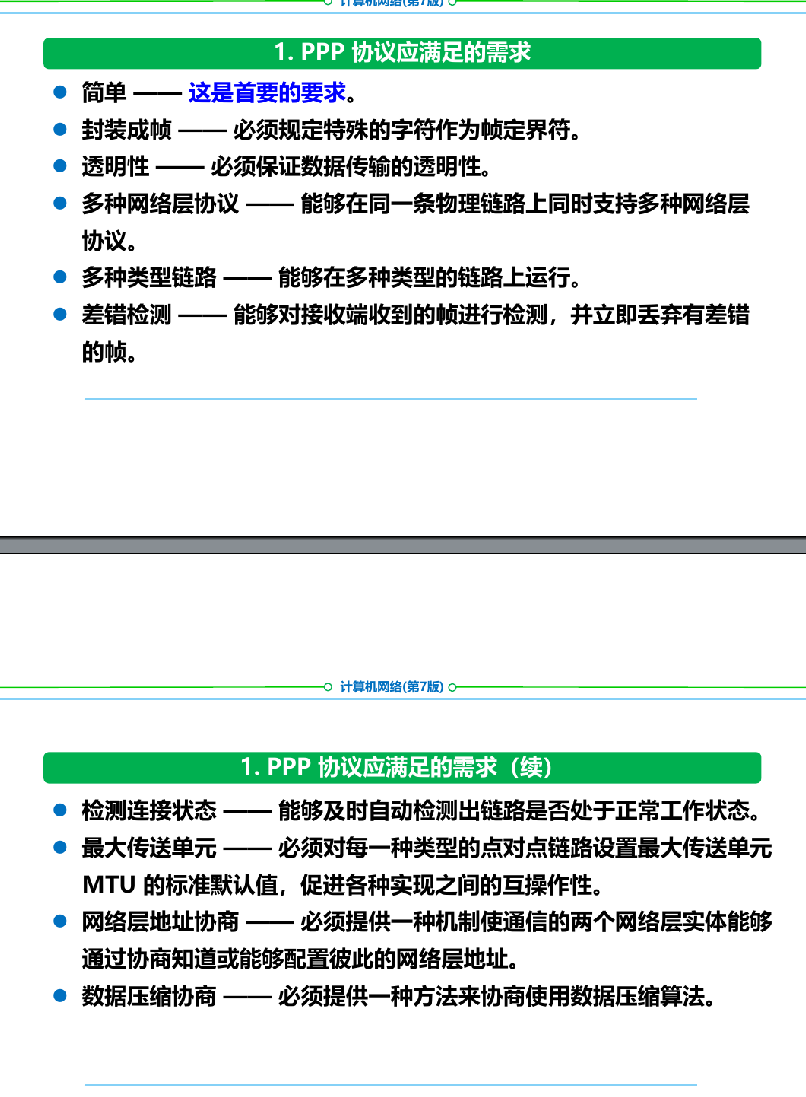 计算机网络(第7版)
1. PPP 协议应满足的需求
简单 —— 这是首要的要求。
封装成帧 —— 必须规定特殊的字符作为帧定界符。
透明性 —— 必须保证数据传输的透明性。
多种网络层协议 —— 能够在同一条物理链路上同时支持多种网络层
协议。
多种类型链路 —— 能够在多种类型的链路上运行。
差错检测 —— 能够对接收端收到的帧进行检测，并立即丢弃有差错
的帧。
计算机网络(第7版)
1. PPP 协议应满足的需求（续）
检测连接状态 —— 能够及时自动检测出链路是否处于正常工作状态。
最大传送单元 —— 必须对每一种类型的点对点链路设置最大传送单元
MTU 的标准默认值，促进各种实现之间的互操作性。
网络层地址协商 —— 必须提供一种机制使通信的两个网络层实体能够
通过协商知道或能够配置彼此的网络层地址。
数据压缩协商 —— 必须提供一种方法来协商使用数据压缩算法。